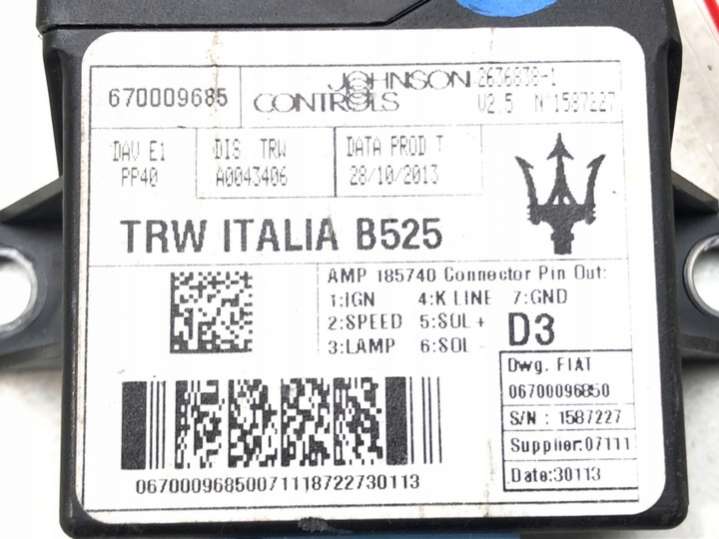 670009685
JOHNSON
CONTROLS
2636838-1
V2 5 N°1587227
DAV E1
PP40
DIS TRW
A0043406
DATA PROD T
28/10/2013
TRW ITALIA B525
AMP 185740 Connector Pin Out:
1:IGN 4:K LINE 7:GND
2:SPEED 5:SOL +
3:LAMP 6:SOL -
D3
Dwg. FIAT
06700096850
S/N : 1587227
Supplier:07111
Date:30113
06700096850071118722730113